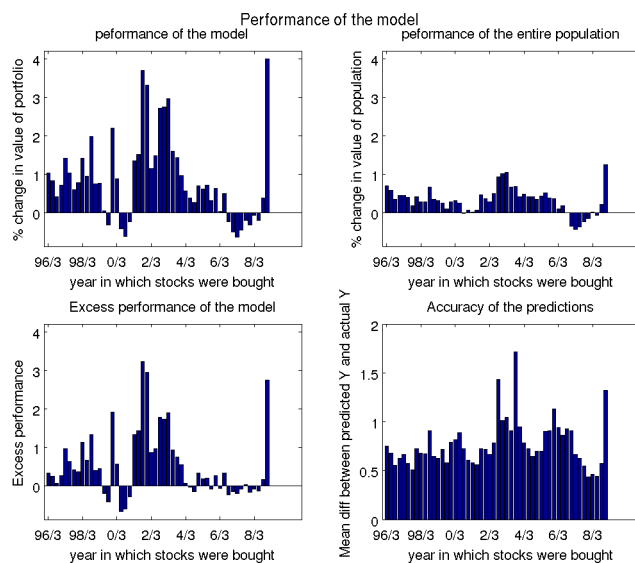 Performance of the model
peformance of the model
% change in value of portfolio
4
3
2
1
0
96/3 98/3 0/3 2/3 4/3 6/3 8/3
year in which stocks were bought
peformance of the entire population
% change in value of population
4
3
2
1
0
96/3 98/3 0/3 2/3 4/3 6/3 8/3
year in which stocks were bought
Excess performance of the model
Excess performance
4
3
2
1
0
96/3 98/3 0/3 2/3 4/3 6/3 8/3
year in which stocks were bought
Accuracy of the predictions
Mean diff between predicted Y and actual Y
2
1.5
1
0.5
0
96/3 98/3 0/3 2/3 4/3 6/3 8/3
year in which stocks were bought